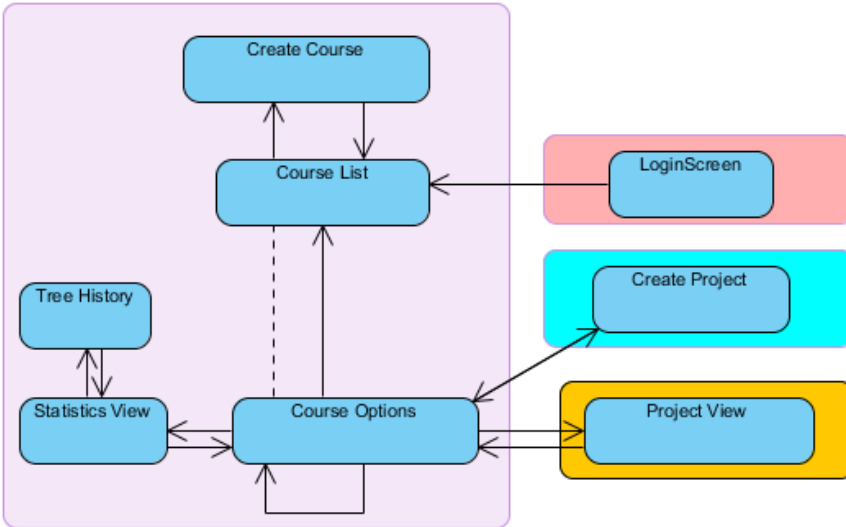 Create Course
Course List
LoginScreen
Create Project
Tree History
Statistics View
Course Options
Project View